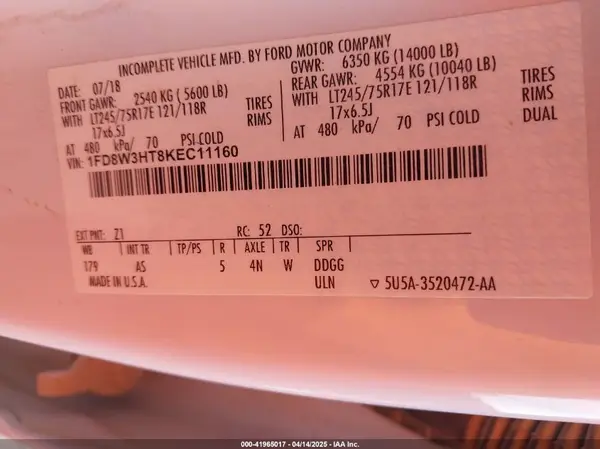 INCOMPLETE VEHICLE MFD. BY FORD MOTOR COMPANY
DATE: 07/18 GVWR: 6350 KG (14000 LB)
FRONT GAWR: 2540 KG (5600 LB) REAR GAWR: 4554 KG (10040 LB)
WITH LT245/75R17E 121/118R TIRES WITH LT245/75R17E 121/118R TIRES
17x6.5J RIMS 17x6.5J RIMS
AT 480 kPa/ 70 PSI COLD AT 480 kPa/ 70 PSI COLD DUAL
VIN: 1FD8W3HT8KEC11160
EXT PNT: Z1 RC: 52 DSO:
WB INT TR TP/PS R AXLE TR SPR
179 AS 5 4N W DDGG
MADE IN U.S.A. ULN ▽ 5U5A-3520472-AA
000-41965017 04/14/2025 IAA Inc.